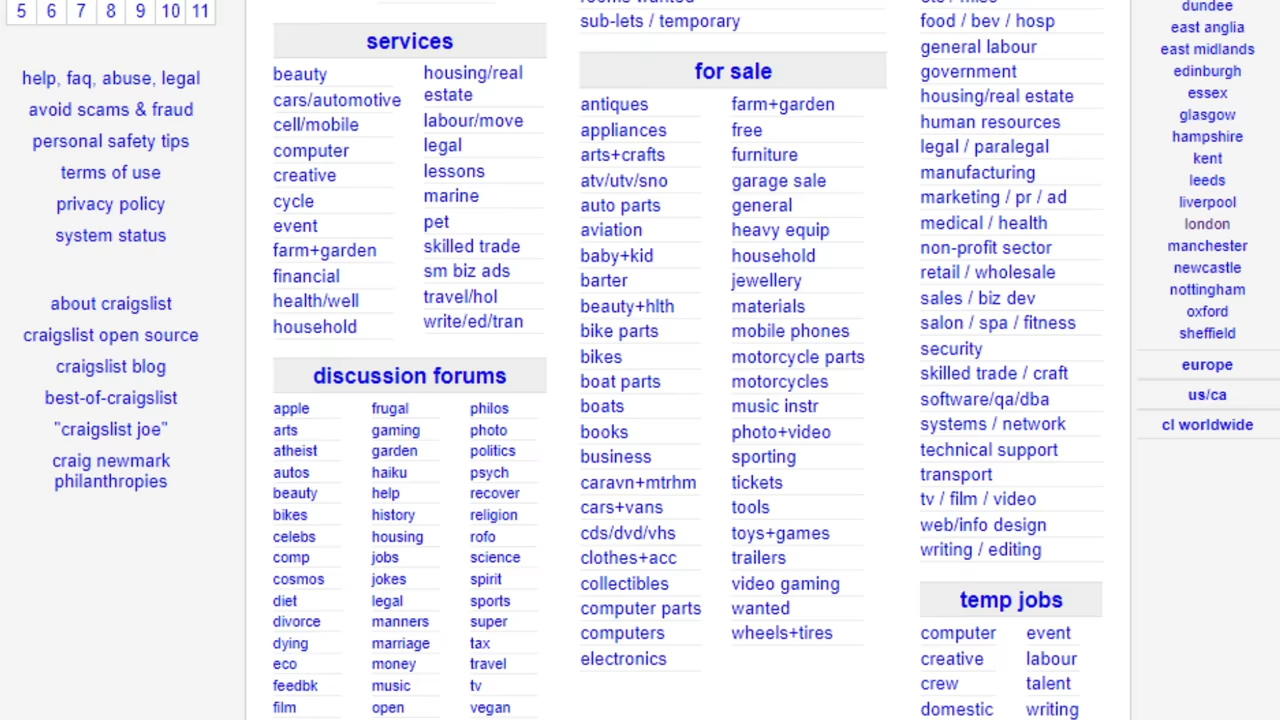 5 6 7 8 9 10 11
help, faq, abuse, legal
avoid scams & fraud
personal safety tips
terms of use
privacy policy
system status
about craigslist
craigslist open source
craigslist blog
best-of-craigslist
"craigslist joe"
craig newmark
philanthropies
services
beauty
cars/automotive
cell/mobile
computer
creative
cycle
event
farm+garden
financial
health/well
household
housing/real
estate
labour/move
legal
lessons
marine
pet
skilled trade
sm biz ads
travel/hol
write/ed/tran
discussion forums
apple
arts
atheist
autos
beauty
bikes
celebs
comp
cosmos
diet
divorce
dying
eco
feedbk
film
frugal
gaming
garden
haiku
help
history
housing
jobs
jokes
legal
manners
marriage
money
music
open
philos
photo
politics
psych
recover
religion
rofo
science
spirit
sports
super
tax
travel
tv
vegan
sub-lets / temporary
for sale
antiques
appliances
arts+crafts
atv/utv/sno
auto parts
aviation
baby+kid
barter
beauty+hlth
bike parts
bikes
boat parts
boats
books
business
caravn+mtrhm
cars+vans
cds/dvd/vhs
clothes+acc
collectibles
computer parts
computers
electronics
farm+garden
free
furniture
garage sale
general
heavy equip
household
jewellery
materials
mobile phones
motorcycle parts
motorcycles
music instr
photo+video
sporting
tickets
tools
toys+games
trailers
video gaming
wanted
wheels+tires
food / bev / hosp
general labour
government
housing/real estate
human resources
legal / paralegal
manufacturing
marketing / pr / ad
medical / health
non-profit sector
retail / wholesale
sales / biz dev
salon / spa / fitness
security
skilled trade / craft
software/qa/dba
systems / network
technical support
transport
tv / film / video
web/info design
writing / editing
temp jobs
computer
creative
crew
domestic
event
labour
talent
writing
dundee
east anglia
east midlands
edinburgh
essex
glasgow
hampshire
kent
leeds
liverpool
london
manchester
newcastle
nottingham
oxford
sheffield
europe
us/ca
cl worldwide